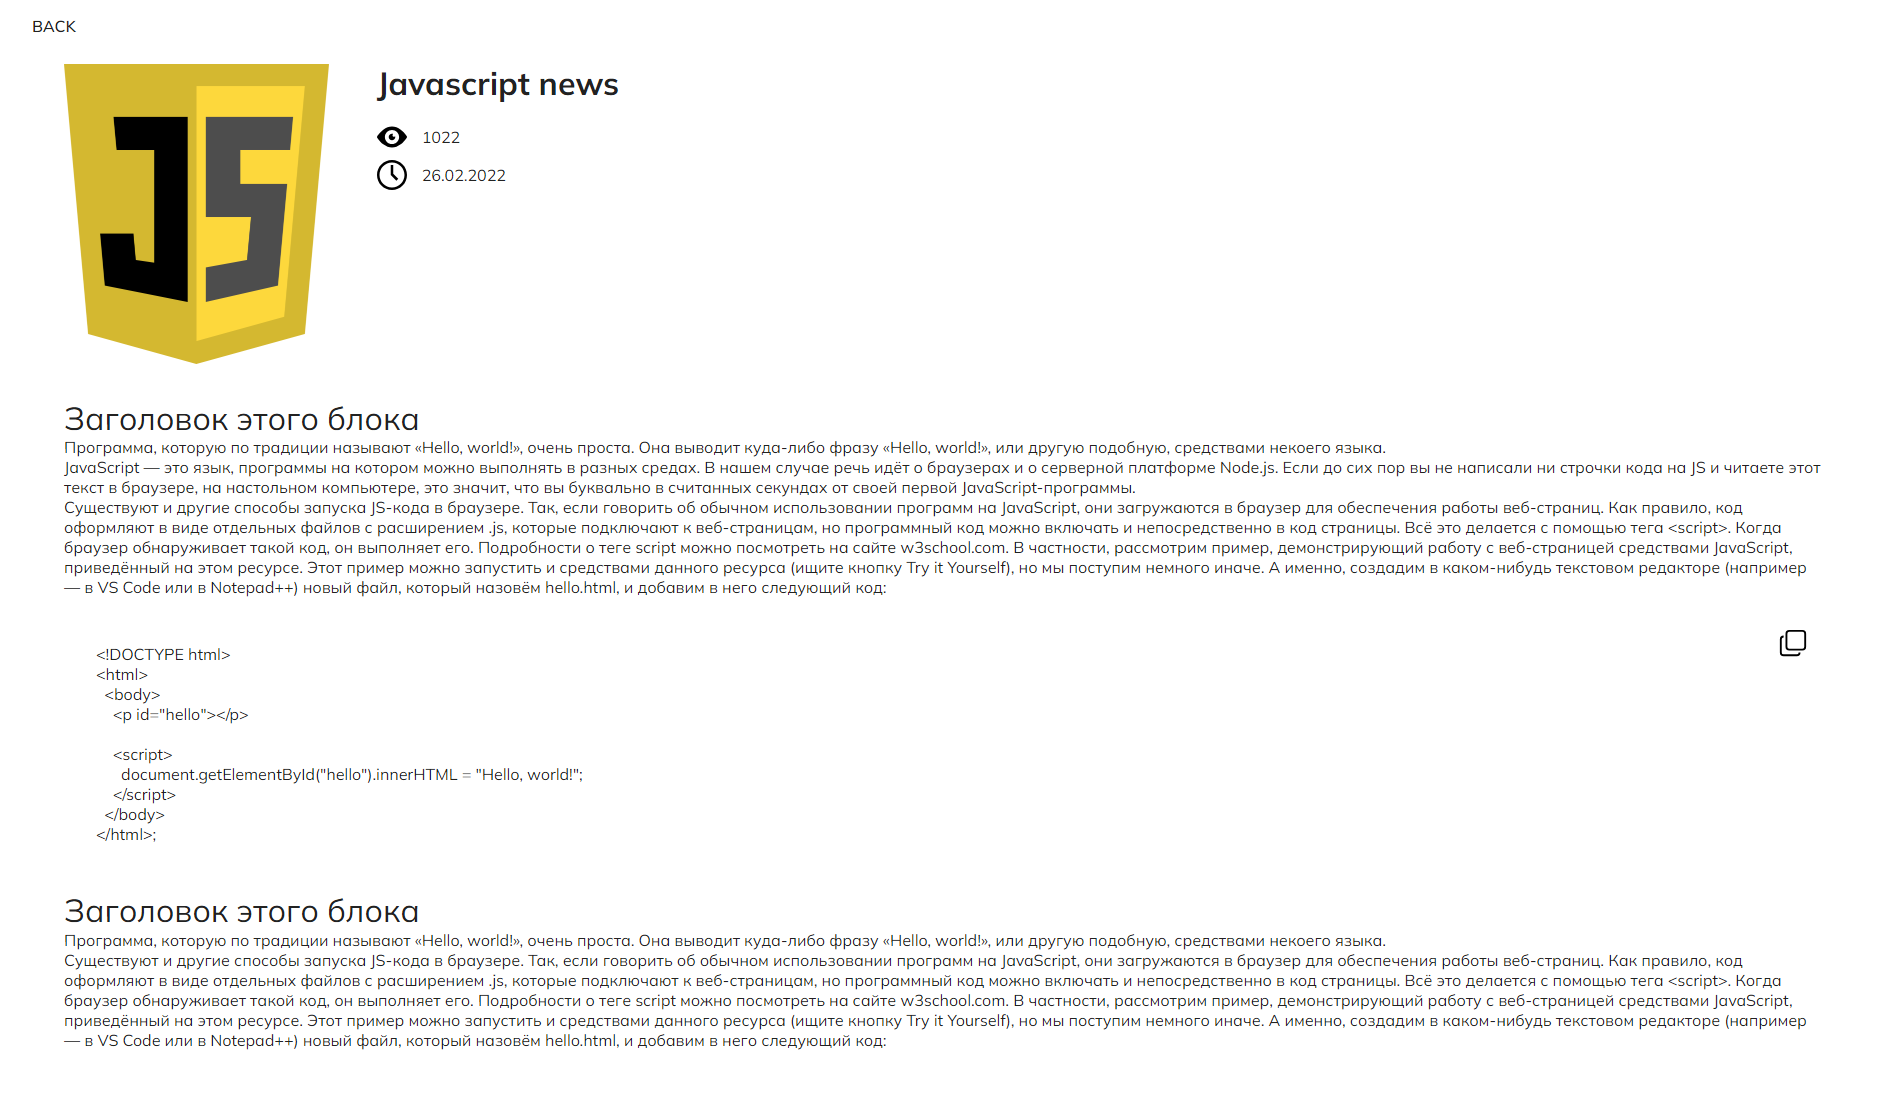 BACK
JS
Javascript news
1022
26.02.2022
Заголовок этого блока
Программа, которую по традиции называют «Hello, world!», очень проста. Она выводит куда-либо фразу «Hello, world!», или другую подобную, средствами некоего языка.
JavaScript — это язык, программы на котором можно выполнять в разных средах. В нашем случае речь идёт о браузерах и о серверной платформе Node.js. Если до сих пор вы не написали ни строчки кода на JS и читаете этот
текст в браузере, на настольном компьютере, это значит, что вы буквально в считанных секундах от своей первой JavaScript-программы.
Существуют и другие способы запуска JS-кода в браузере. Так, если говорить об обычном использовании программ на JavaScript, они загружаются в браузер для обеспечения работы веб-страниц. Как правило, код
оформляют в виде отдельных файлов с расширением .js, которые подключают к веб-страницам, но программный код можно включать и непосредственно в код страницы. Всё это делается с помощью тега <script>. Когда
браузер обнаруживает такой код, он выполняет его. Подробности о теге script можно посмотреть на сайте w3school.com. В частности, рассмотрим пример, демонстрирующий работу с веб-страницей средствами JavaScript,
приведённый на этом ресурсе. Этот пример можно запустить и средствами данного ресурса (ищите кнопку Try it Yourself), но мы поступим немного иначе. А именно, создадим в каком-нибудь текстовом редакторе (например
— в VS Code или в Notepad++) новый файл, который назовём hello.html, и добавим в него следующий код:
<!DOCTYPE html>
<html>
<body>
<p id="hello"></p>
<script>
document.getElementById("hello").innerHTML = "Hello, world!";
</script>
</body>
</html>;
Заголовок этого блока
Программа, которую по традиции называют «Hello, world!», очень проста. Она выводит куда-либо фразу «Hello, world!», или другую подобную, средствами некоего языка.
Существуют и другие способы запуска JS-кода в браузере. Так, если говорить об обычном использовании программ на JavaScript, они загружаются в браузер для обеспечения работы веб-страниц. Как правило, код
оформляют в виде отдельных файлов с расширением .js, которые подключают к веб-страницам, но программный код можно включать и непосредственно в код страницы. Всё это делается с помощью тега <script>. Когда
браузер обнаруживает такой код, он выполняет его. Подробности о теге script можно посмотреть на сайте w3school.com. В частности, рассмотрим пример, демонстрирующий работу с веб-страницей средствами JavaScript,
приведённый на этом ресурсе. Этот пример можно запустить и средствами данного ресурса (ищите кнопку Try it Yourself), но мы поступим немного иначе. А именно, создадим в каком-нибудь текстовом редакторе (например
— в VS Code или в Notepad++) новый файл, который назовём hello.html, и добавим в него следующий код: